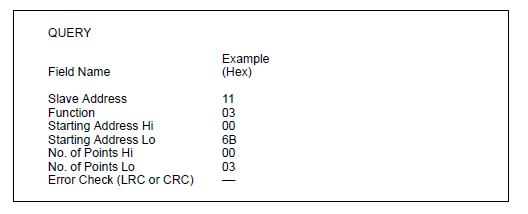 QUERY
Example
Field Name (Hex)
Slave Address 11
Function 03
Starting Address Hi 00
Starting Address Lo 6B
No. of Points Hi 00
No. of Points Lo 03
Error Check (LRC or CRC) —